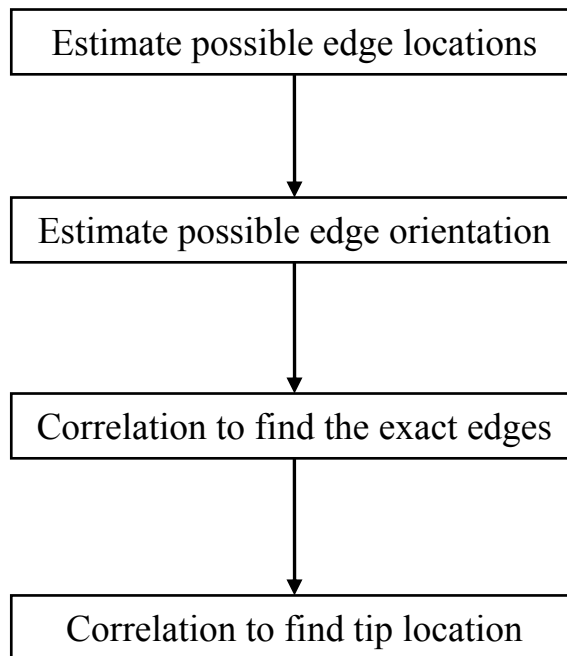 Estimate possible edge locations
Estimate possible edge orientation
Correlation to find the exact edges
Correlation to find tip location